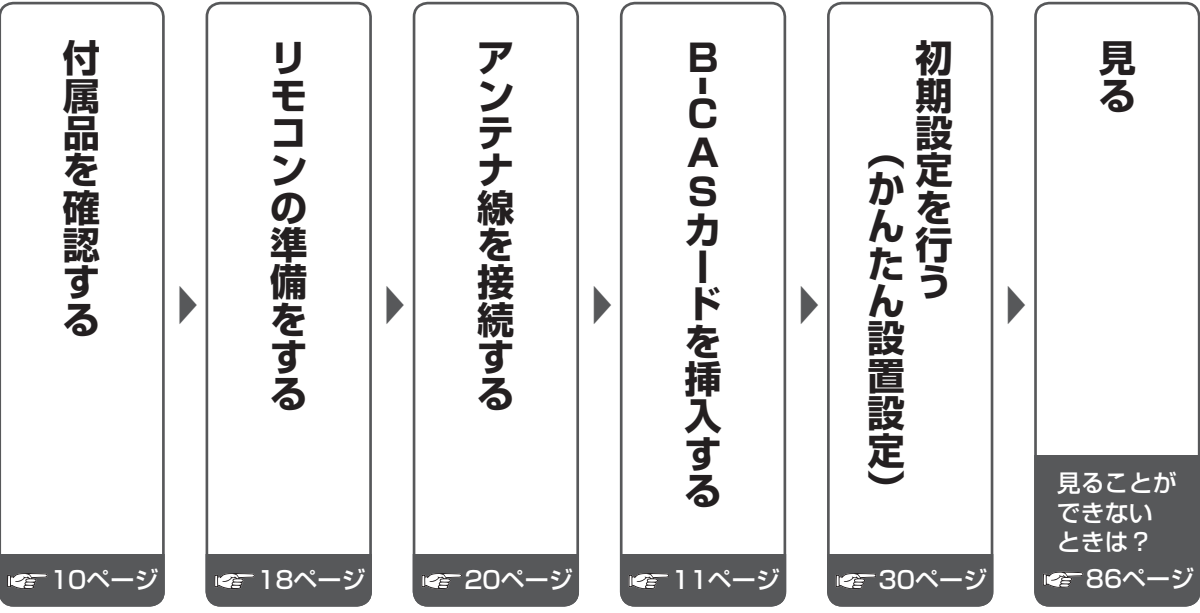 付属品を確認する
10ページ
リモコンの準備をする
18ページ
アンテナ線を接続する
20ページ
B-CASカードを挿入する
11ページ
初期設定を行う
（かんたん設置設定）
30ページ
見る
見ることが
できない
ときは？
86ページ